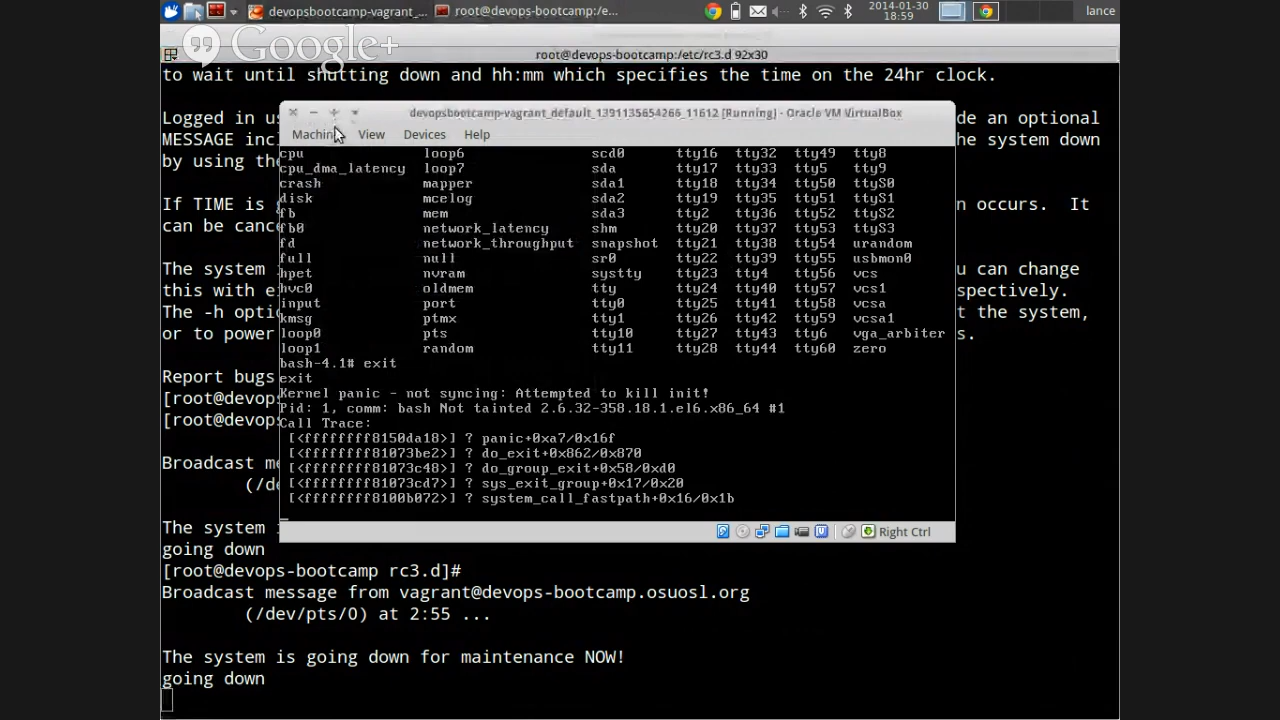 devopsbootcamp-vagrant_... root@devops-bootcamp:/e... 2014-01-30 18:59 lance
Google+
root@devops-bootcamp:/etc/rc3.d 92x30
to wait until shutting down and hh:mm which specifies the time on the 24hr clock.
Logged in us de an optional
MESSAGE incl the system down
by using the
If TIME is g n occurs. It
can be cance
The system i u can change
this with e spectively.
The -h optio t the system,
or to power s.
Report bugs
[root@devo
[root@devo
Broadcast me
(/de
The system i
going down
[root@devops-bootcamp rc3.d]#
Broadcast message from vagrant@devops-bootcamp.osuosl.org
(/dev/pts/0) at 2:55 ...
The system is going down for maintenance NOW!
going down
devopsbootcamp-vagrant_default_1391135654266_11612 [Running] - Oracle VM VirtualBox
Machine View Devices Help
cpu loop6 scd0 tty16 tty32 tty49 tty8
cpu_dma_latency loop7 sda tty17 tty33 tty5 tty9
crash mapper sda1 tty18 tty34 tty50 ttyS0
disk mcelog sda2 tty19 tty35 tty51 ttyS1
fb mem sda3 tty2 tty36 tty52 ttyS2
fb0 network_latency shm tty20 tty37 tty53 ttyS3
fd network_throughput snapshot tty21 tty38 tty54 urandom
full null sr0 tty22 tty39 tty55 usbmon0
hpet nvram systty tty23 tty4 tty56 vcs
hvc0 oldmem tty tty24 tty40 tty57 vcs1
input port tty0 tty25 tty41 tty58 vcsa
kmsg ptmx tty1 tty26 tty42 tty59 vcsa1
loop0 pts tty10 tty27 tty43 tty6 vga_arbiter
loop1 random tty11 tty28 tty44 tty60 zero
bash-4.1# exit
exit
Kernel panic - not syncing: Attempted to kill init!
Pid: 1, comm: bash Not tainted 2.6.32-358.18.1.el6.x86_64 #1
Call Trace:
[<ffffffff8150da18>] ? panic+0xa7/0x16f
[<ffffffff81073be2>] ? do_exit+0x862/0x870
[<ffffffff81073c48>] ? do_group_exit+0x58/0xd0
[<ffffffff81073cd7>] ? sys_exit_group+0x17/0x20
[<ffffffff8100b072>] ? system_call_fastpath+0x16/0x1b
Right Ctrl